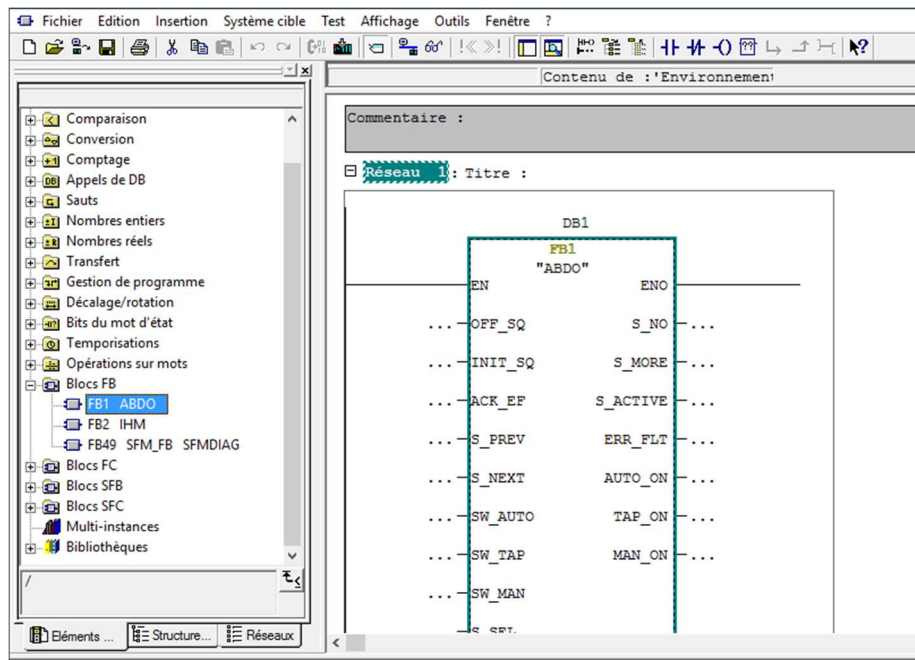 Fichier Edition Insertion Système cible Test Affichage Outils Fenêtre ?
Contenu de :'Environnement
Comparaison
Conversion
Comptage
DB Appels de DB
Sauts
Nombres entiers
Nombres réels
Transfert
Gestion de programme
Décalage/rotation
Bits du mot d'état
Temporisations
Opérations sur mots
Blocs FB
FB1 ABDO
FB2 IHM
FB49 SFM_FB SFMDIAG
Blocs FC
Blocs SFB
Blocs SFC
Multi-instances
Bibliothèques
/
Eléments ... Structure... Réseaux
Commentaire :
Réseau 1 : Titre :
DB1
FB1
"ABDO"
EN ENO
... OFF_SQ S_NO ...
... INIT_SQ S_MORE ...
... ACK_EF S_ACTIVE ...
... S_PREV ERR_FLT ...
... S_NEXT AUTO_ON ...
... SW_AUTO TAP_ON ...
... SW_TAP MAN_ON ...
... SW_MAN
S_SEL